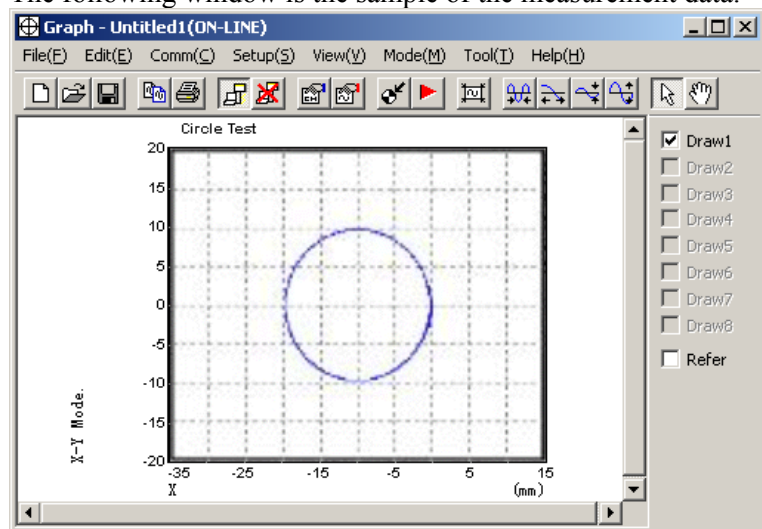 The following window is the sample of the measurement data.
Graph - Untitled1(ON-LINE)
File(F) Edit(E) Comm(C) Setup(S) View(V) Mode(M) Tool(T) Help(H)
Circle Test
20
15
10
5
0
-5
-10
-15
-20
-35 -25 -15 -5 5 15
X (mm)
X-Y Mode.
Draw1
Draw2
Draw3
Draw4
Draw5
Draw6
Draw7
Draw8
Refer